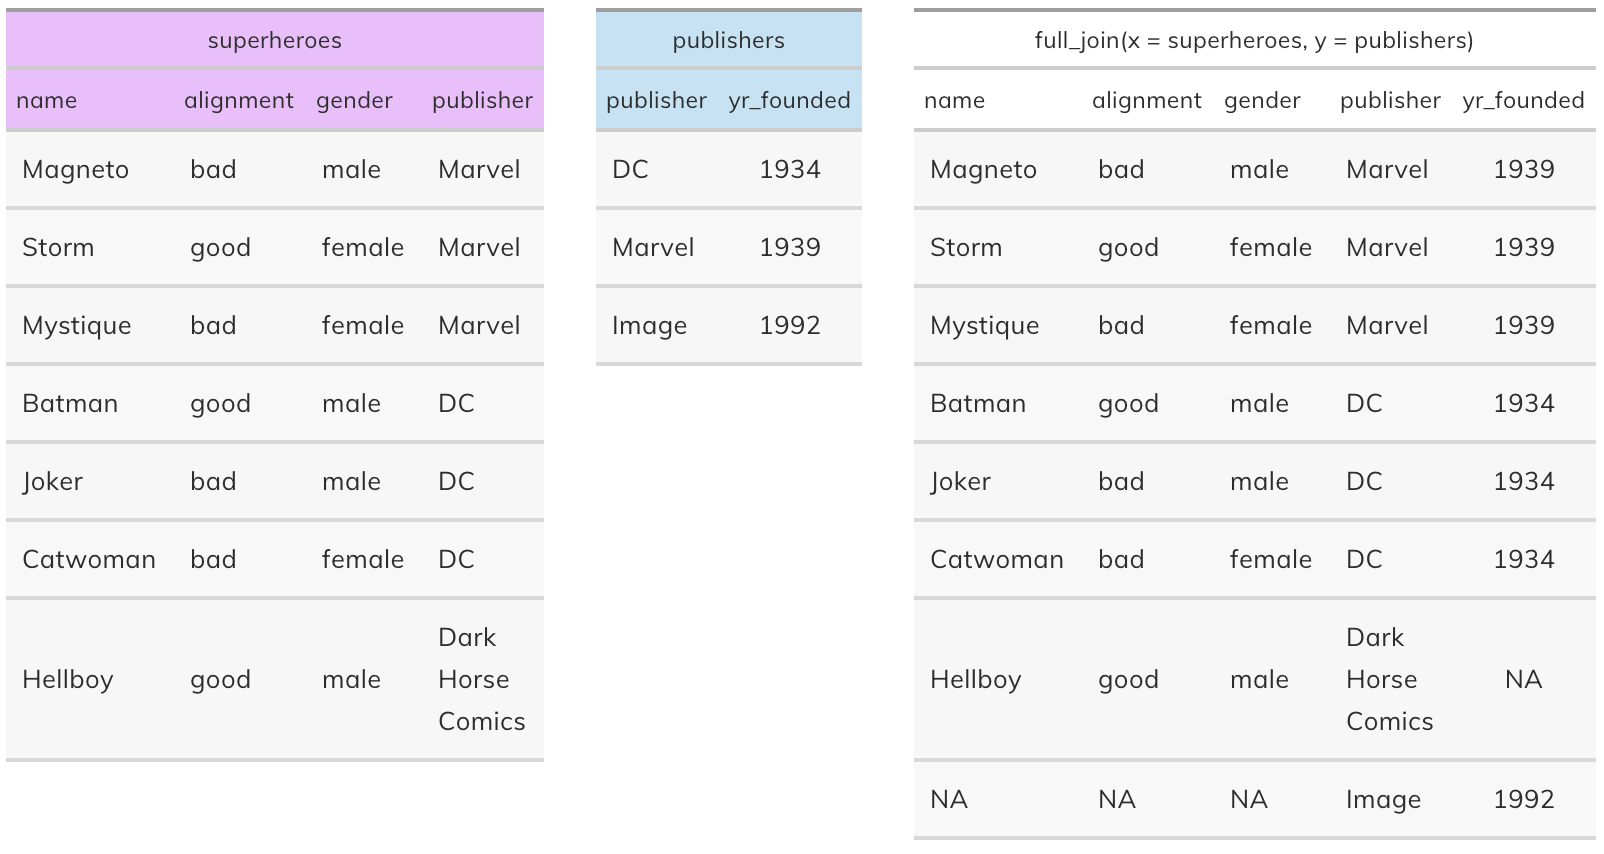 superheroes
name alignment gender publisher
Magneto bad male Marvel
Storm good female Marvel
Mystique bad female Marvel
Batman good male DC
Joker bad male DC
Catwoman bad female DC
Hellboy good male Dark
Horse
Comics
publishers
publisher yr_founded
DC 1934
Marvel 1939
Image 1992
full_join(x = superheroes, y = publishers)
name alignment gender publisher yr_founded
Magneto bad male Marvel 1939
Storm good female Marvel 1939
Mystique bad female Marvel 1939
Batman good male DC 1934
Joker bad male DC 1934
Catwoman bad female DC 1934
Dark
Hellboy good male Horse NA
Comics
NA NA NA Image 1992